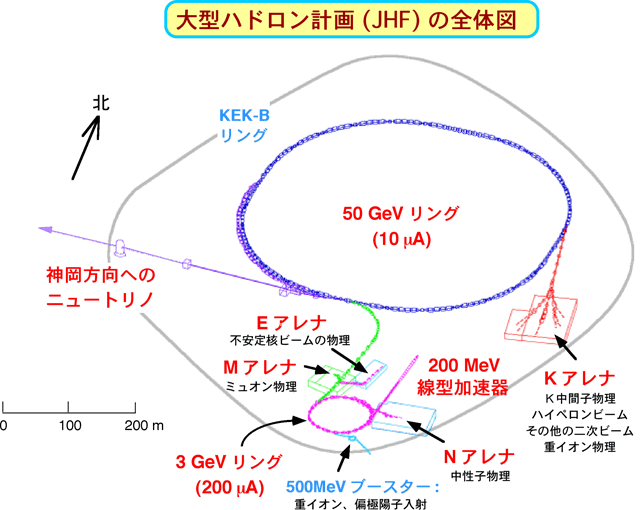 大型ハドロン計画 (JHF) の全体図
北
KEK-B
リング
50 GeV リング
(10 μA)
神岡方向への
ニュートリノ
E アレナ
不安定核ビームの物理
M アレナ
ミュオン物理
200 MeV
線型加速器
K アレナ
K 中間子物理
ハイペロンビーム
その他の二次ビーム
重イオン物理
0 100 200 m
3 GeV リング
(200 μA)
N アレナ
中性子物理
500MeV ブースター :
重イオン、偏極陽子入射